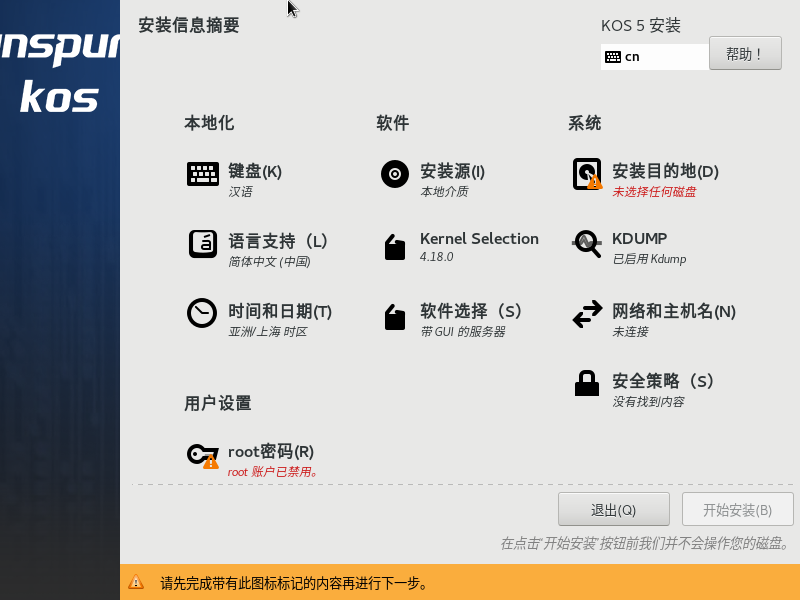 nspur
kos
安装信息摘要
KOS 5 安装
cn
帮助！
本地化
软件
系统
键盘(K)
汉语
安装源(I)
本地介质
安装目的地(D)
未选择任何磁盘
语言支持（L）
简体中文 (中国)
Kernel Selection
4.18.0
KDUMP
已启用 Kdump
时间和日期(T)
亚洲/上海 时区
软件选择（S）
带 GUI 的服务器
网络和主机名(N)
未连接
安全策略（S）
没有找到内容
用户设置
root密码(R)
root 账户已禁用。
退出(Q)
开始安装(B)
在点击'开始安装'按钮前我们并不会操作您的磁盘。
请先完成带有此图标标记的内容再进行下一步。